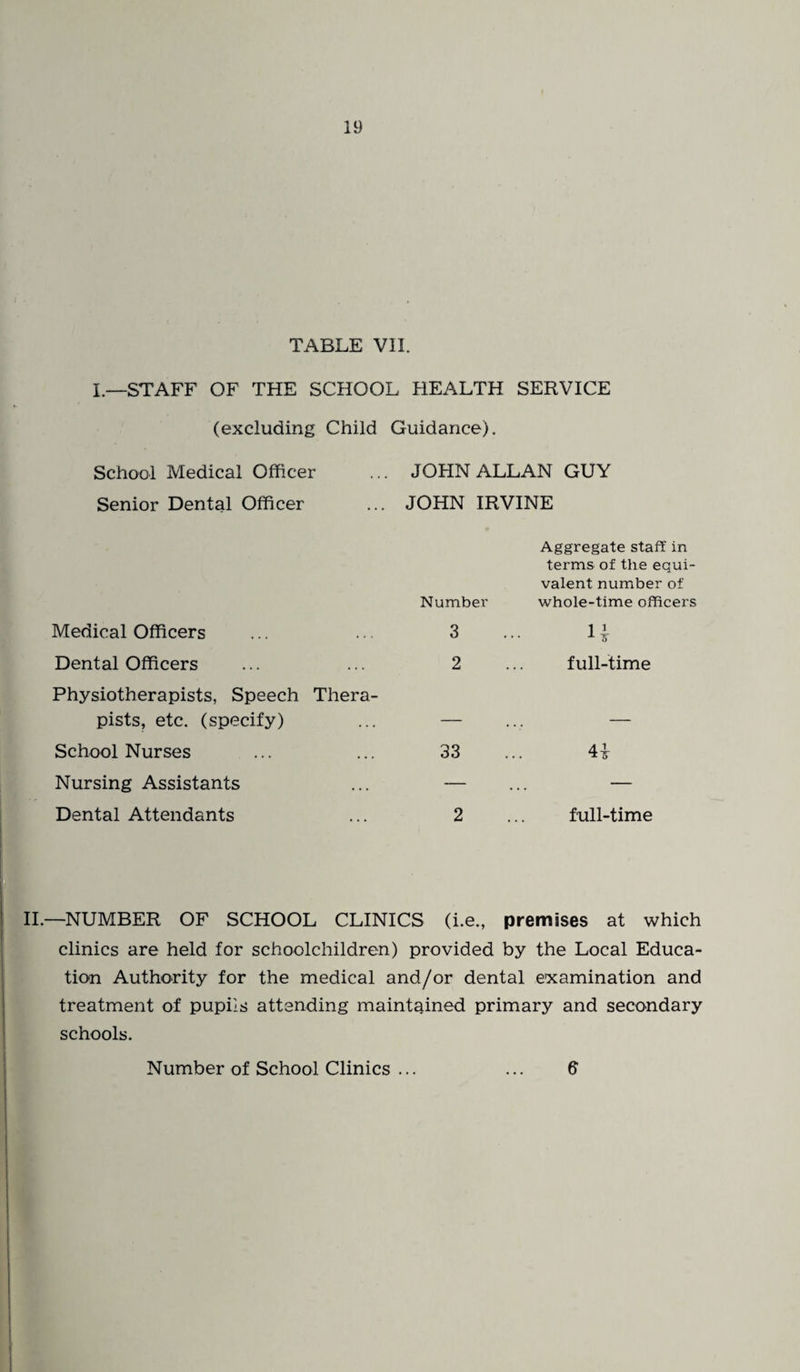 19
TABLE VII.
I.—STAFF OF THE SCHOOL HEALTH SERVICE
(excluding Child Guidance).
School Medical Officer ... JOHN ALLAN GUY
Senior Dental Officer ... JOHN IRVINE
Aggregate staff in
terms of the equi-
valent number of
Number whole-time officers
Medical Officers ... ... 3 ... 1 1/5
Dental Officers ... ... 2 ... full-time
Physiotherapists, Speech Thera-
pists, etc. (specify) ... — ... —
School Nurses ... ... 33 ... 4 1/5
Nursing Assistants ... — ... —
Dental Attendants ... 2 ... full-time
II.—NUMBER OF SCHOOL CLINICS (i.e., premises at which
clinics are held for schoolchildren) provided by the Local Educa-
tion Authority for the medical and/or dental examination and
treatment of pupils attending maintained primary and secondary
schools.
Number of School Clinics ... ... 6